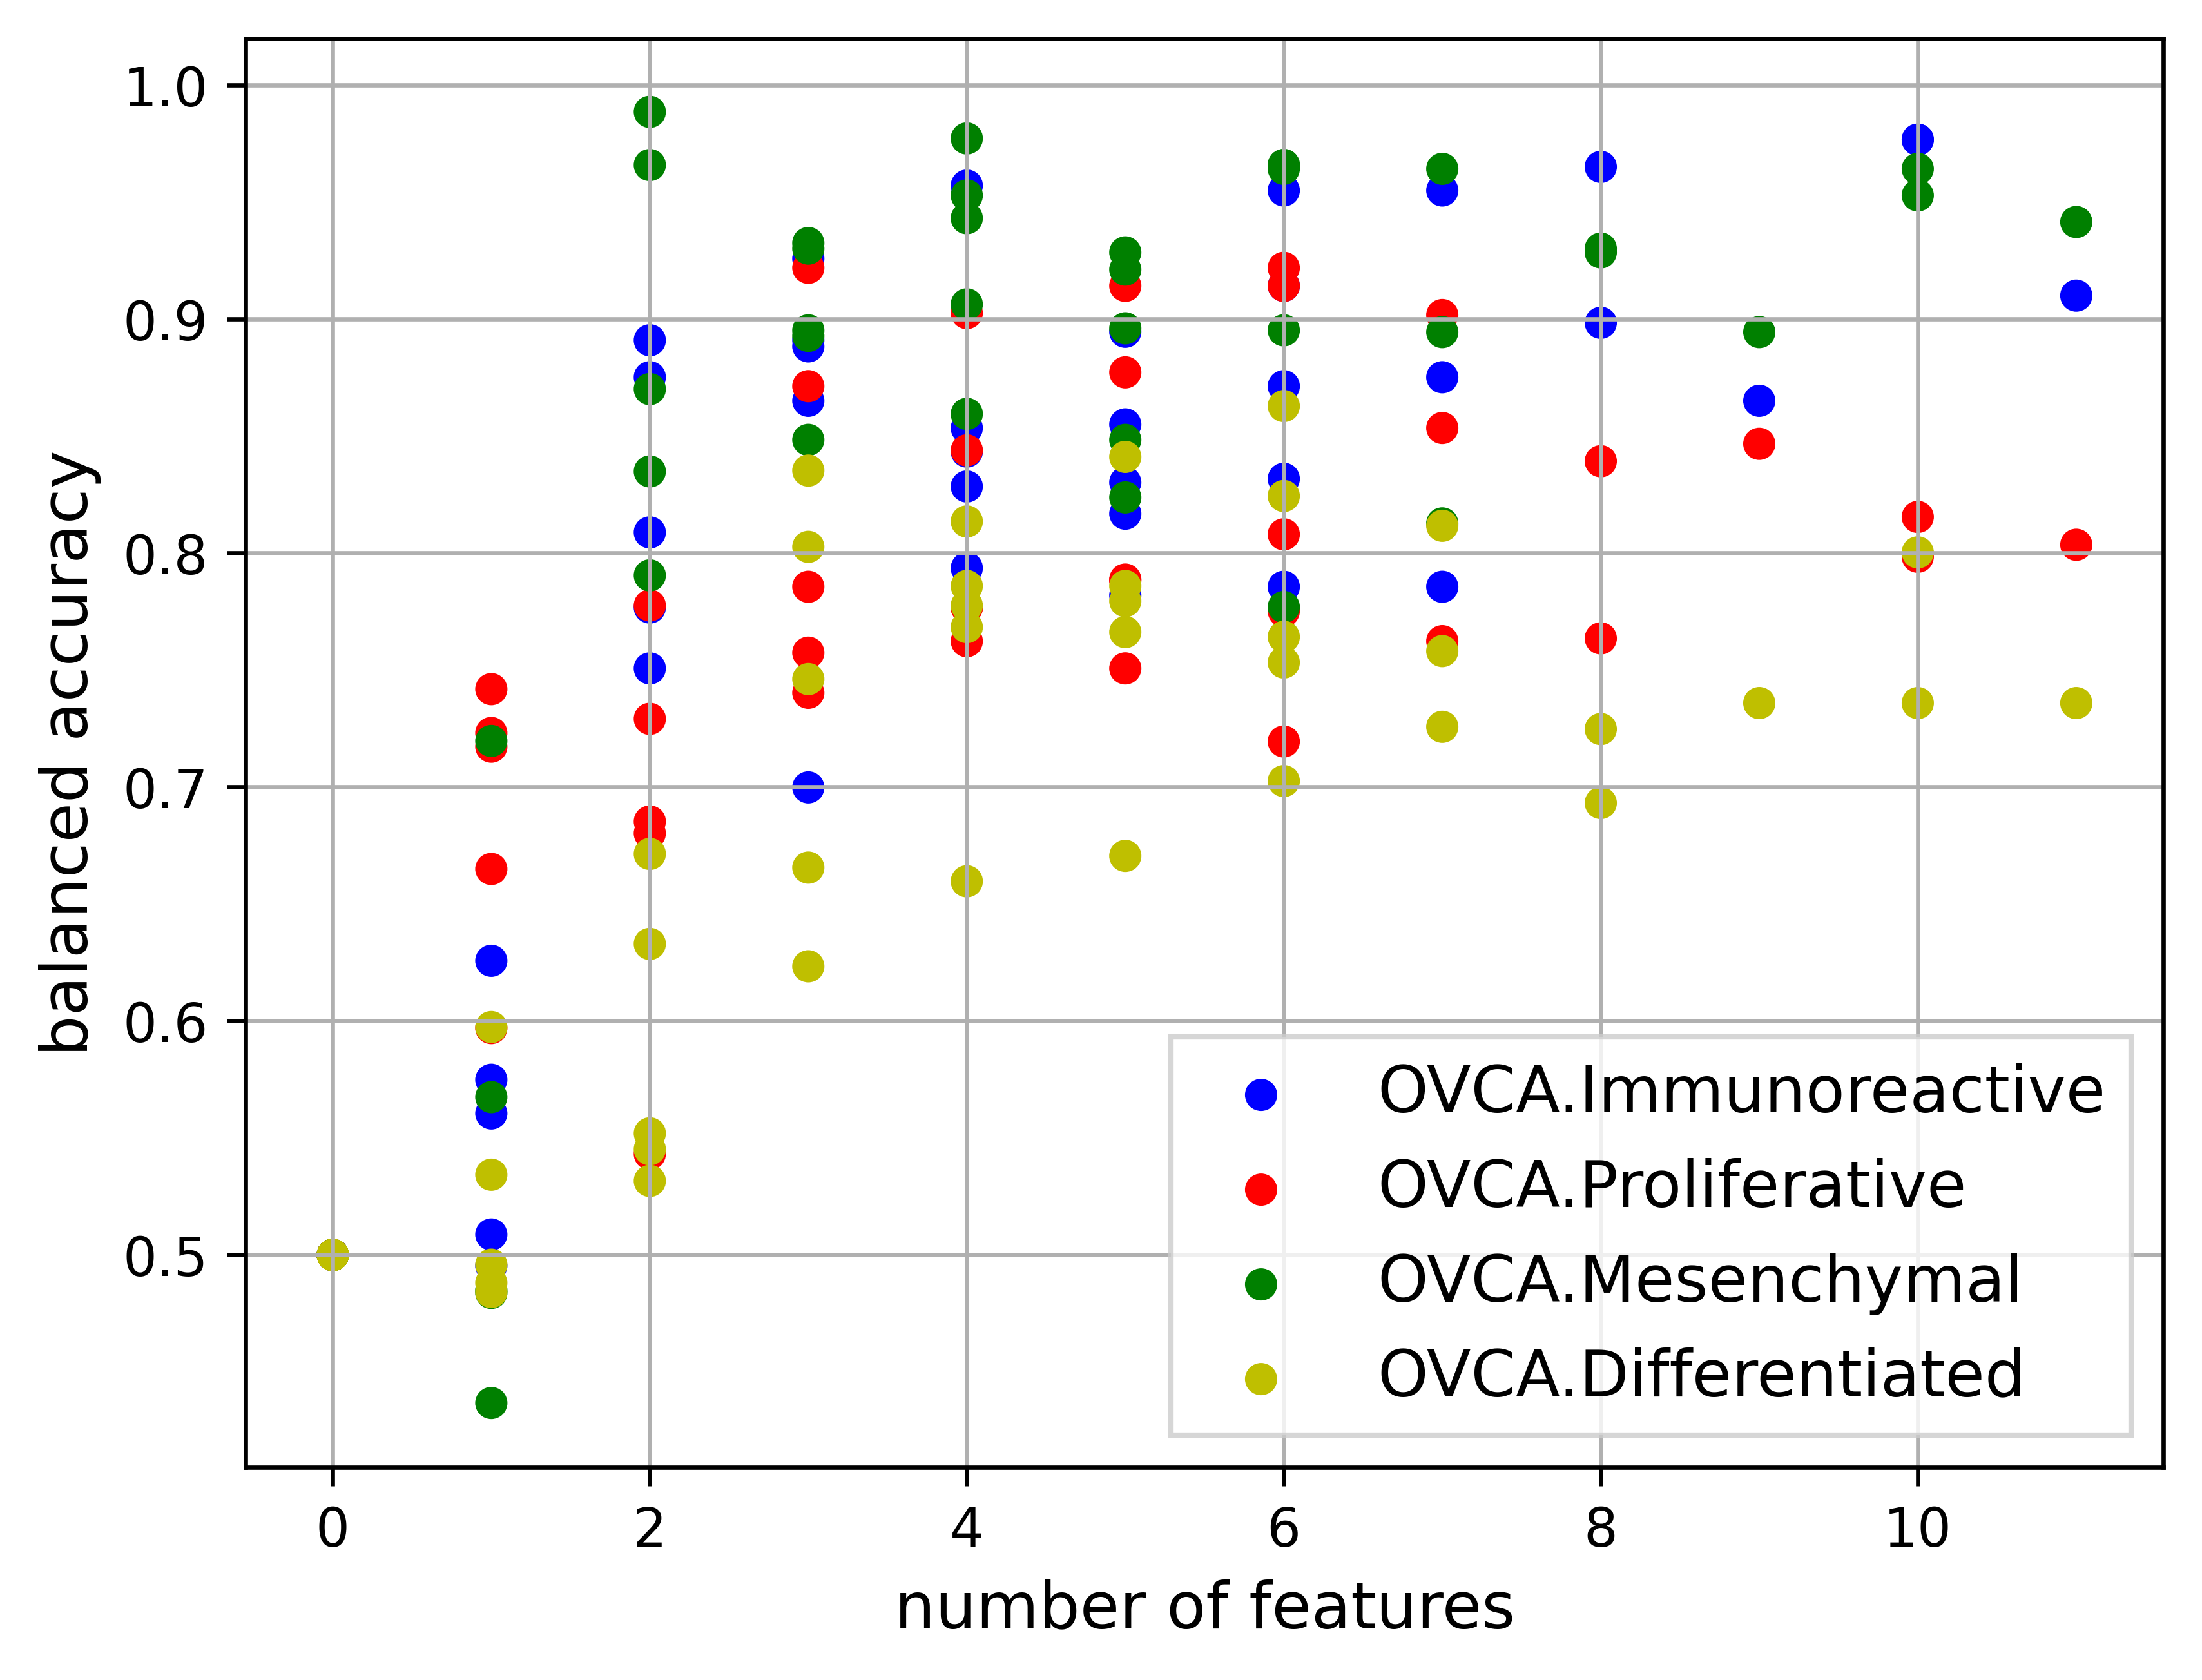 1.0
0.9
0.8
0.7
0.6
0.5
balanced accuracy
OVCA.Immunoreactive
OVCA.Proliferative
OVCA.Mesenchymal
OVCA.Differentiated
0 2 4 6 8 10
number of features